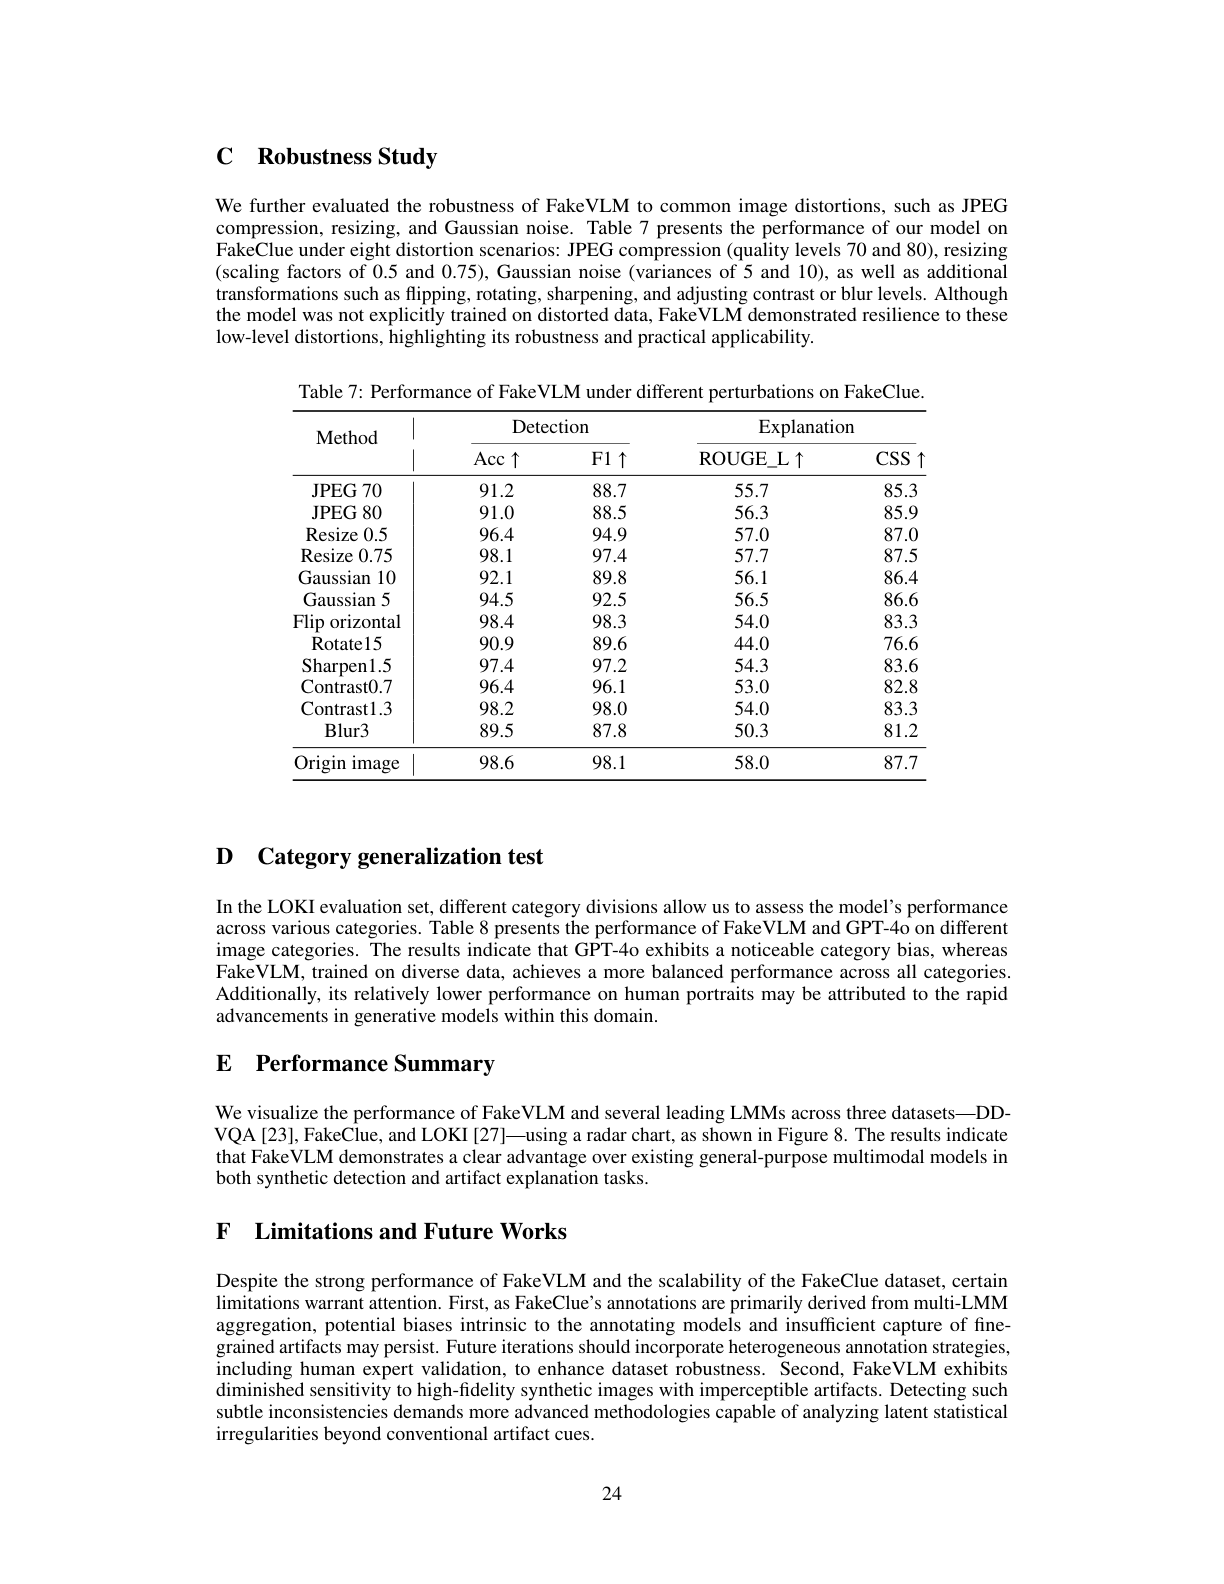 C Robustness Study
We further evaluated the robustness of FakeVLM to common image distortions, such as JPEG
compression, resizing, and Gaussian noise. Table 7 presents the performance of our model on
FakeClue under eight distortion scenarios: JPEG compression (quality levels 70 and 80), resizing
(scaling factors of 0.5 and 0.75), Gaussian noise (variances of 5 and 10), as well as additional
transformations such as flipping, rotating, sharpening, and adjusting contrast or blur levels. Although
the model was not explicitly trained on distorted data, FakeVLM demonstrated resilience to these
low-level distortions, highlighting its robustness and practical applicability.
Table 7: Performance of FakeVLM under different perturbations on FakeClue.
Method Detection Explanation
Acc ↑ F1 ↑ ROUGE_L ↑ CSS ↑
JPEG 70 91.2 88.7 55.7 85.3
JPEG 80 91.0 88.5 56.3 85.9
Resize 0.5 96.4 94.9 57.0 87.0
Resize 0.75 98.1 97.4 57.7 87.5
Gaussian 10 92.1 89.8 56.1 86.4
Gaussian 5 94.5 92.5 56.5 86.6
Flip orizontal 98.4 98.3 54.0 83.3
Rotate15 90.9 89.6 44.0 76.6
Sharpen1.5 97.4 97.2 54.3 83.6
Contrast0.7 96.4 96.1 53.0 82.8
Contrast1.3 98.2 98.0 54.0 83.3
Blur3 89.5 87.8 50.3 81.2
Origin image 98.6 98.1 58.0 87.7
D Category generalization test
In the LOKI evaluation set, different category divisions allow us to assess the model's performance
across various categories. Table 8 presents the performance of FakeVLM and GPT-4o on different
image categories. The results indicate that GPT-4o exhibits a noticeable category bias, whereas
FakeVLM, trained on diverse data, achieves a more balanced performance across all categories.
Additionally, its relatively lower performance on human portraits may be attributed to the rapid
advancements in generative models within this domain.
E Performance Summary
We visualize the performance of FakeVLM and several leading LMMs across three datasets—DD-
VQA [23], FakeClue, and LOKI [27]—using a radar chart, as shown in Figure 8. The results indicate
that FakeVLM demonstrates a clear advantage over existing general-purpose multimodal models in
both synthetic detection and artifact explanation tasks.
F Limitations and Future Works
Despite the strong performance of FakeVLM and the scalability of the FakeClue dataset, certain
limitations warrant attention. First, as FakeClue's annotations are primarily derived from multi-LMM
aggregation, potential biases intrinsic to the annotating models and insufficient capture of fine-
grained artifacts may persist. Future iterations should incorporate heterogeneous annotation strategies,
including human expert validation, to enhance dataset robustness. Second, FakeVLM exhibits
diminished sensitivity to high-fidelity synthetic images with imperceptible artifacts. Detecting such
subtle inconsistencies demands more advanced methodologies capable of analyzing latent statistical
irregularities beyond conventional artifact cues.
24